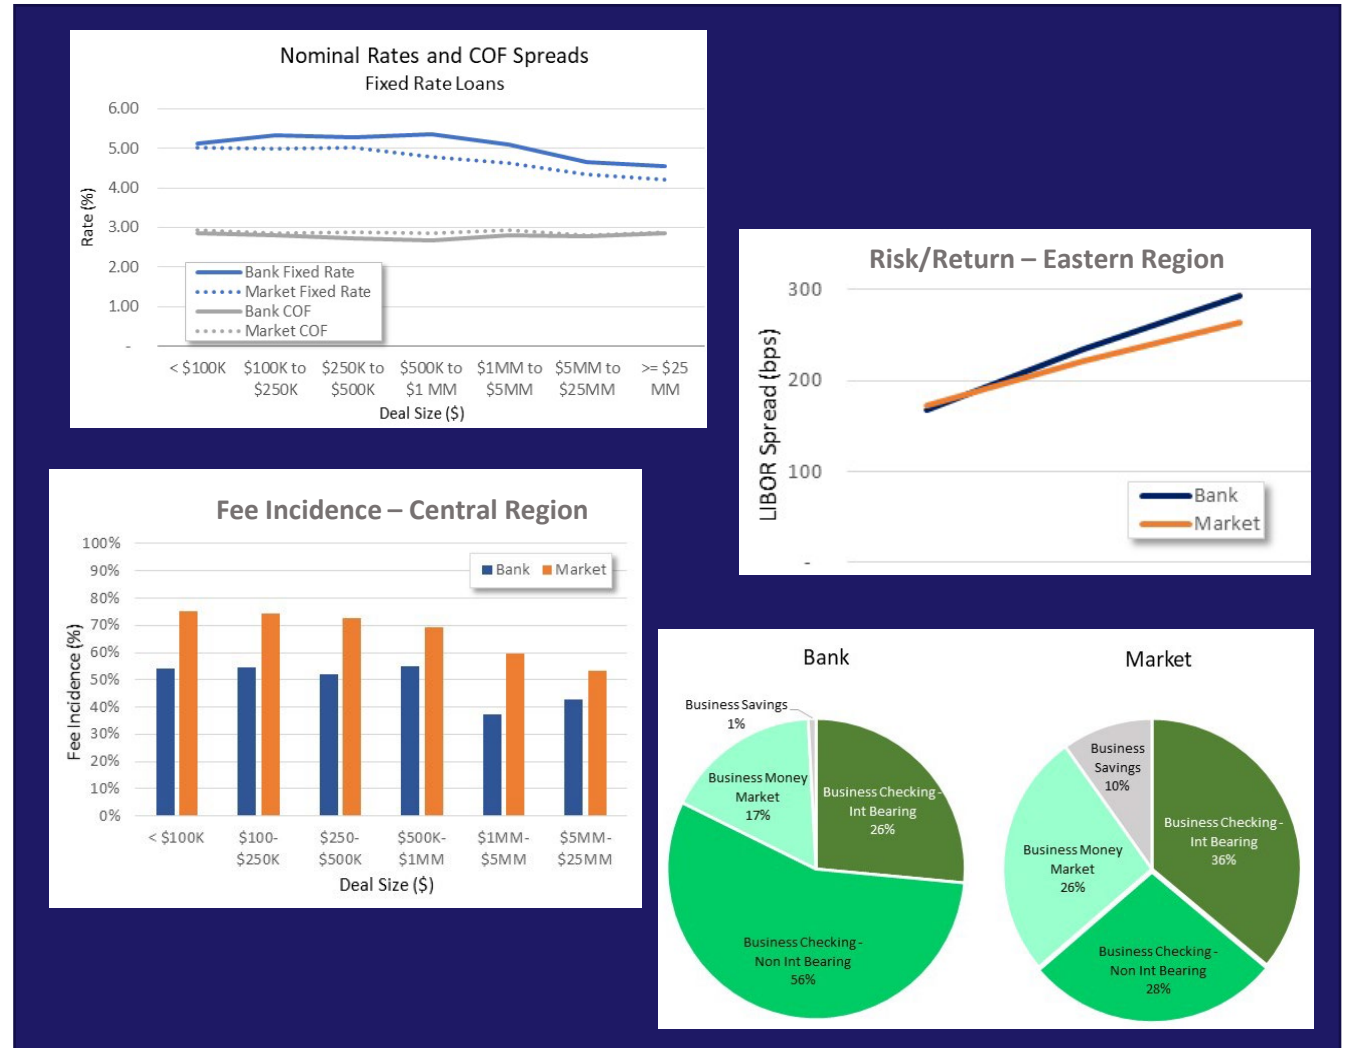 Nominal Rates and COF Spreads
Fixed Rate Loans
6.00
5.00
4.00
3.00
2.00
1.00
-
Rate (%)
Bank Fixed Rate
Market Fixed Rate
Bank COF
Market COF
< $100K $100K to $250K to $500K to $1MM to $5MM to >= $25
$250K $500K $1 MM $5MM $25MM MM
Deal Size ($)
Risk/Return – Eastern Region
300
200
100
-
LIBOR Spread (bps)
Bank
Market
Fee Incidence – Central Region
100%
90%
80%
70%
60%
50%
40%
30%
20%
10%
0%
Fee Incidence (%)
Bank Market
< $100K $100- $250- $500K- $1MM- $5MM-
$250K $500K $1MM $5MM $25MM
Deal Size ($)
Bank
Business Savings
1%
Business Money
Market
17%
Business Checking -
Int Bearing
26%
Business Checking -
Non Int Bearing
56%
Market
Business
Savings
10%
Business Checking -
Int Bearing
36%
Business Money
Market
26%
Business Checking -
Non Int Bearing
28%